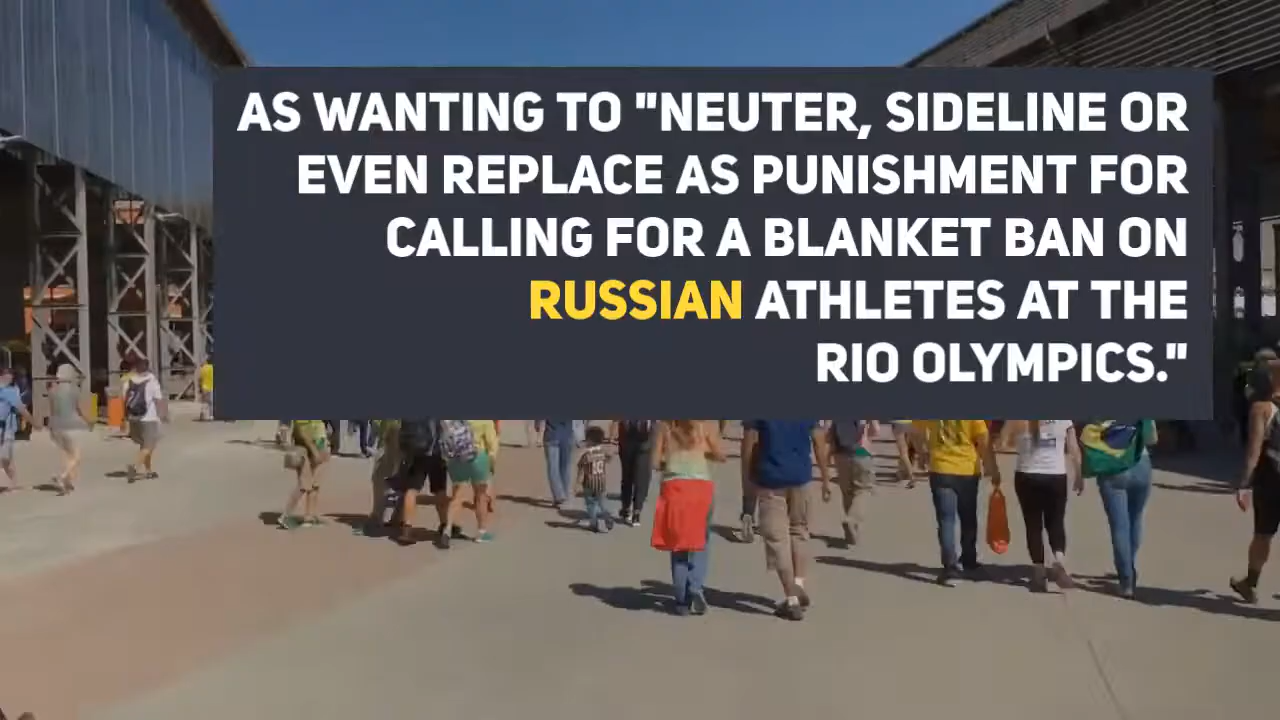 AS WANTING TO "NEUTER, SIDELINE OR
EVEN REPLACE AS PUNISHMENT FOR
CALLING FOR A BLANKET BAN ON
RUSSIAN ATHLETES AT THE
RIO OLYMPICS."